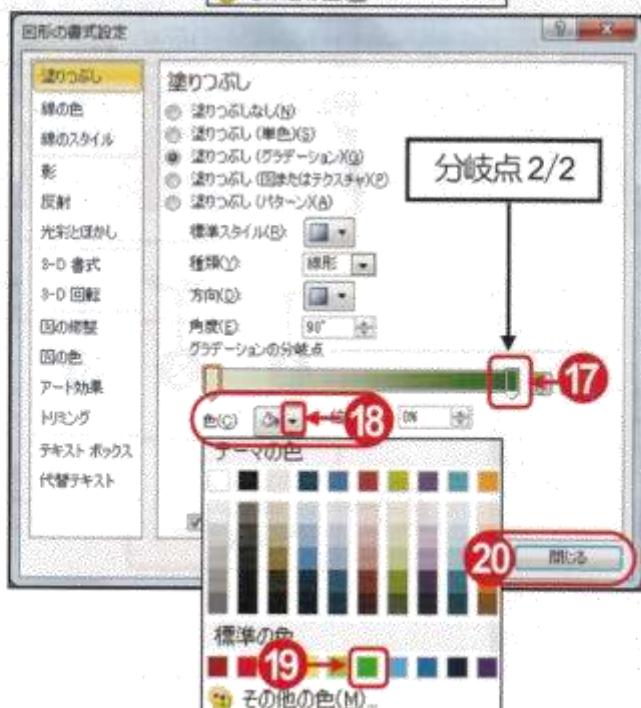 図形の書式設定
塗りつぶし
線の色
線のスタイル
影
反射
光彩とぼかし
3-D 書式
3-D 回転
図の修整
図の色
アート効果
トリミング
テキスト ボックス
代替テキスト
塗りつぶし
塗りつぶしなし(N)
塗りつぶし (単色)(S)
塗りつぶし (グラデーション)(G)
塗りつぶし (図またはテクスチャ)(P)
塗りつぶし (パターン)(A)
標準スタイル(R):
種類(Y): 線形
方向(D):
角度(E): 90°
グラデーションの分岐点
分岐点2/2
17
色(C) 18 0%
テーマの色
20 閉じる
標準の色
19
その他の色(M)...